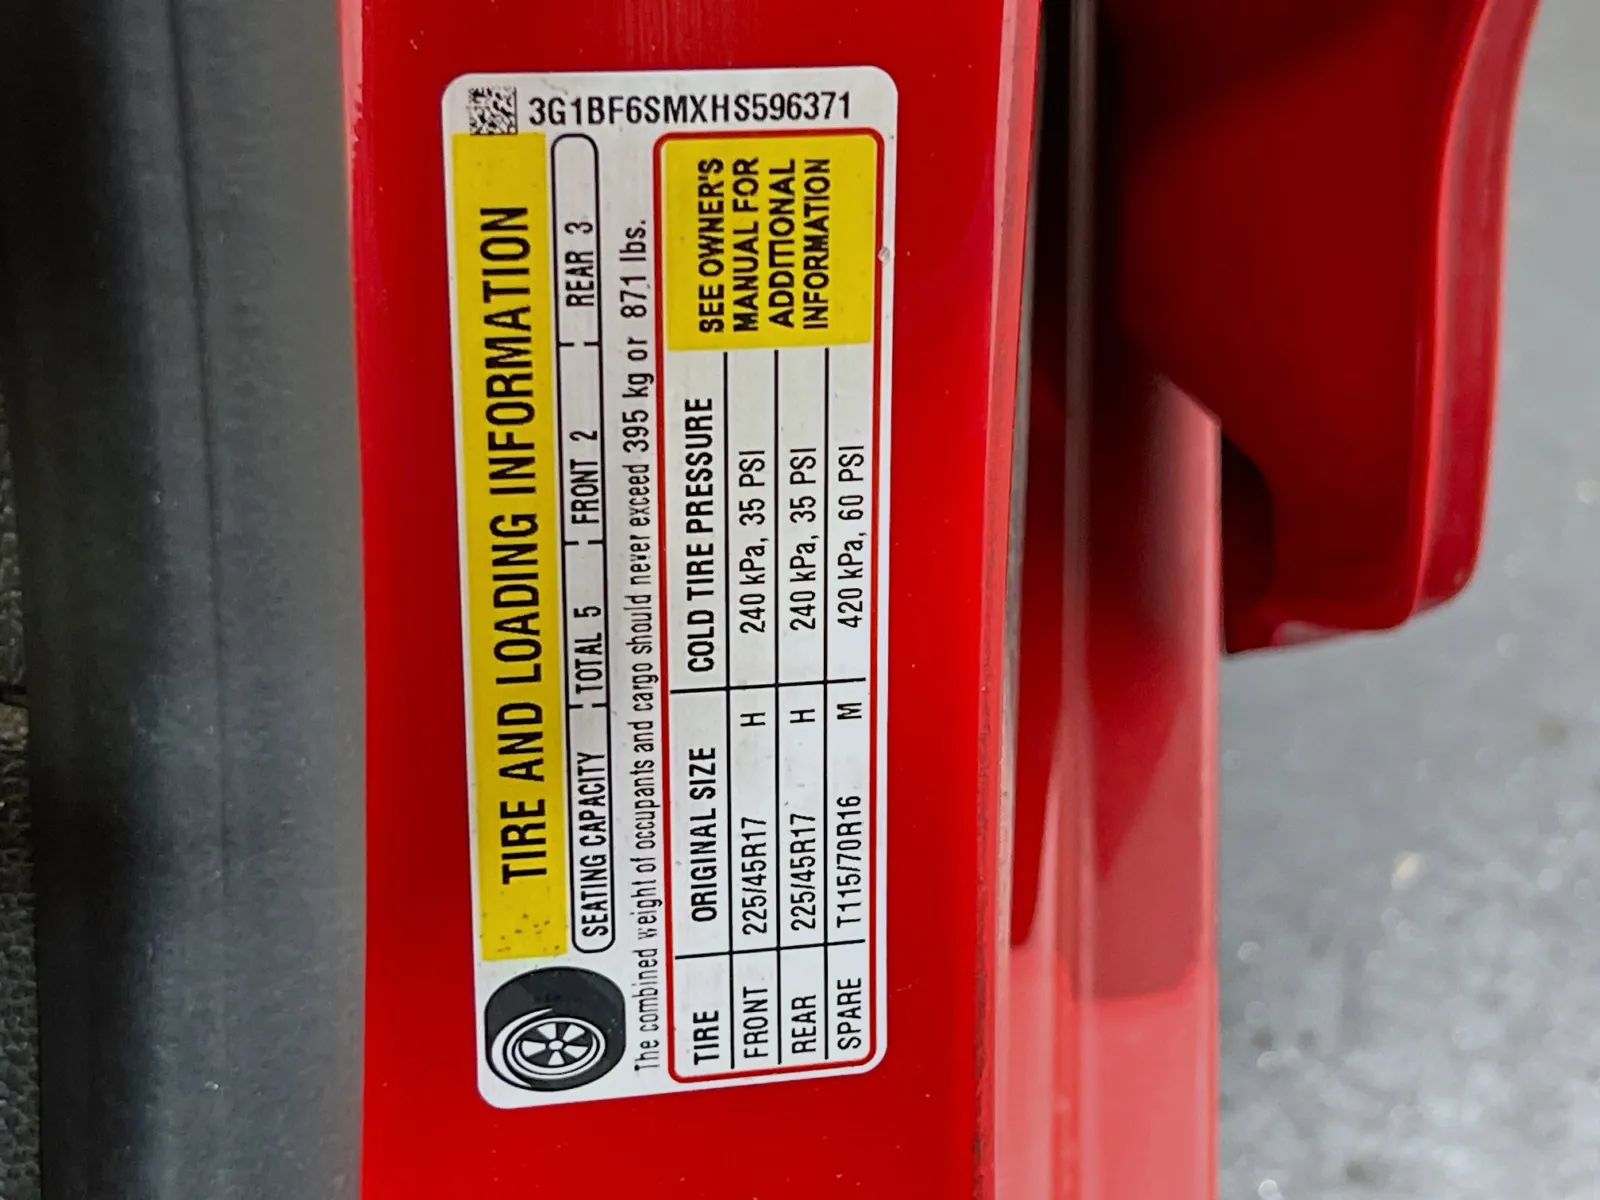 3G1BF6SMXHS596371
TIRE AND LOADING INFORMATION
SEATING CAPACITY TOTAL 5 FRONT 2 REAR 3
The combined weight of occupants and cargo should never exceed 395 kg or 871 lbs.
TIRE ORIGINAL SIZE COLD TIRE PRESSURE
FRONT 225/45R17 H 240 kPa, 35 PSI
REAR 225/45R17 H 240 kPa, 35 PSI
SPARE T115/70R16 M 420 kPa, 60 PSI
SEE OWNER'S
MANUAL FOR
ADDITIONAL
INFORMATION